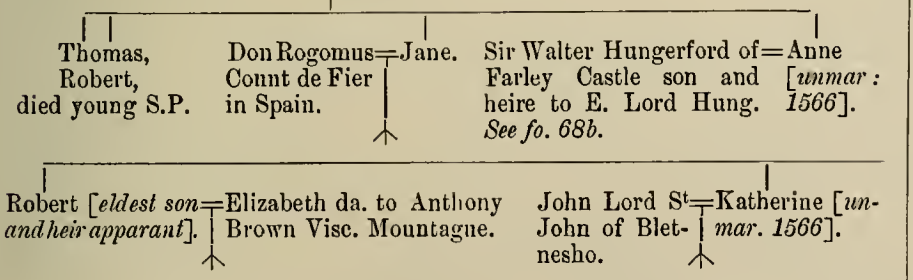 Thomas,
Robert,
died young S.P.
Don Rogomus=Jane.
Connt de Fier
in Spain.
Sir Walter Hungerford of=Anne
Farley Castle son and [unmar:
heire to E. Lord Hung. 1566].
See fo. 68b.
Robert [eldest son=Elizabeth da. to Anthony
and heir apparant]. Brown Visc. Mountagne.
John Lord St=Katherine [un-
John of Blet- mar. 1566].
nesho.